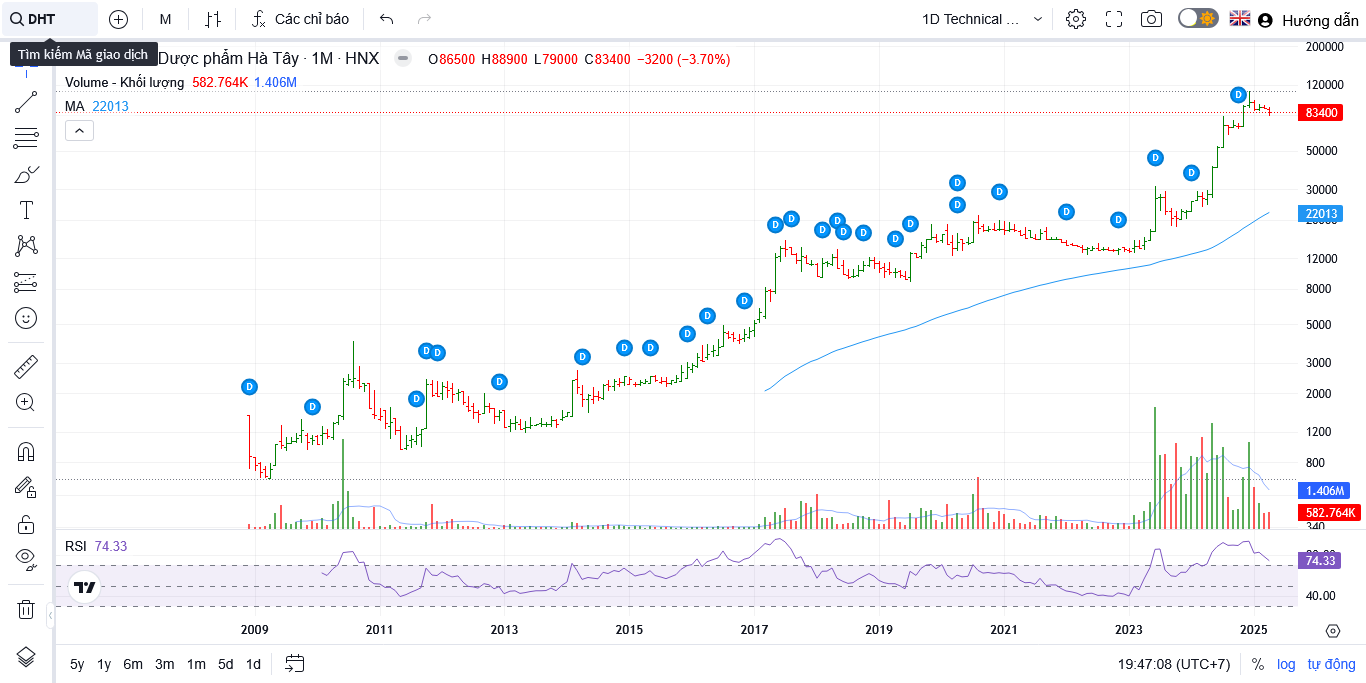 DHT
M
Các chỉ báo
1D Technical ...
Hướng dẫn
Tìm kiếm Mã giao dịch
Dược phẩm Hà Tây · 1M · HNX
O86500 H88900 L79000 C83400 −3200 (−3.70%)
Volume - Khối lượng 582.764K 1.406M
MA 22013
200000
120000
83400
50000
30000
22013
12000
8000
5000
3000
2000
1200
800
1.406M
582.764K
340
D D D D D D D D D D D D D D D D D D D D D D D D D D D D D
RSI 74.33
74.33
40.00
2009 2011 2013 2015 2017 2019 2021 2023 2025
5y 1y 6m 3m 1m 5d 1d
19:47:08 (UTC+7) % log tự động